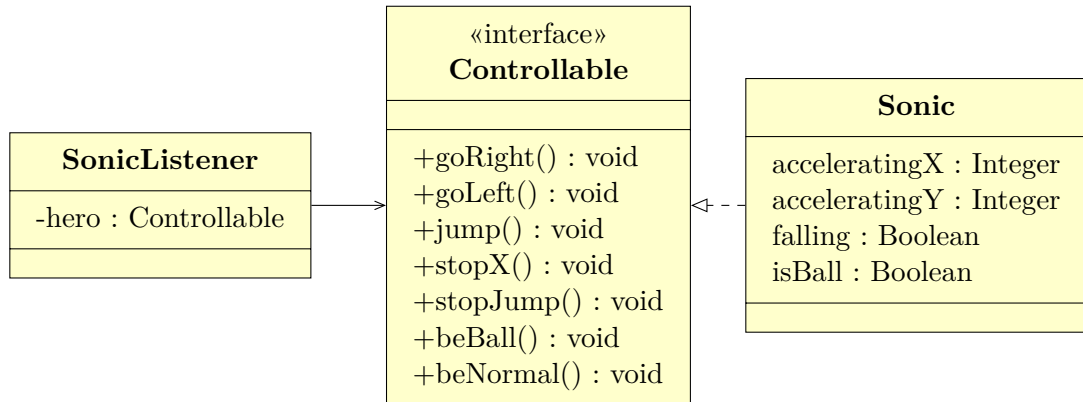 SonicListener
-hero : Controllable
«interface»
Controllable
+goRight() : void
+goLeft() : void
+jump() : void
+stopX() : void
+stopJump() : void
+beBall() : void
+beNormal() : void
Sonic
acceleratingX : Integer
acceleratingY : Integer
falling : Boolean
isBall : Boolean